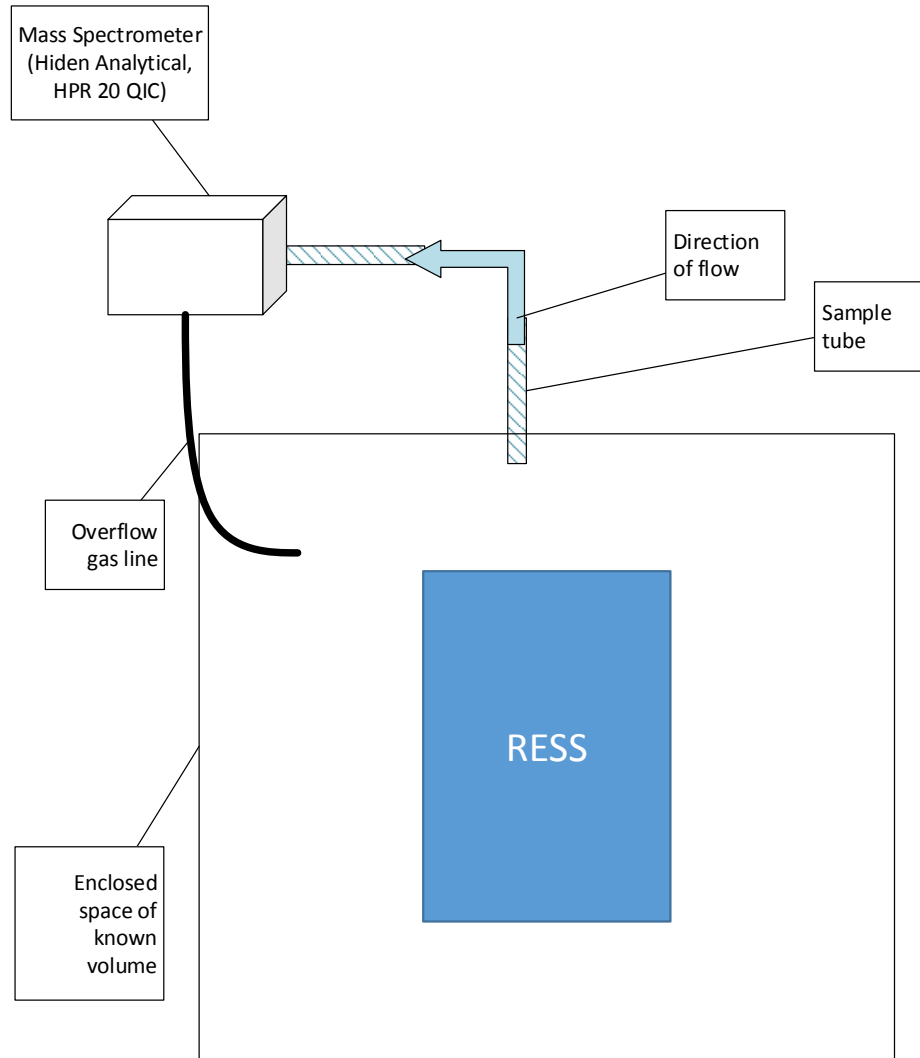 Mass Spectrometer
(Hiden Analytical,
HPR 20 QIC)
Direction
of flow
Sample
tube
Overflow
gas line
RESS
Enclosed
space of
known
volume